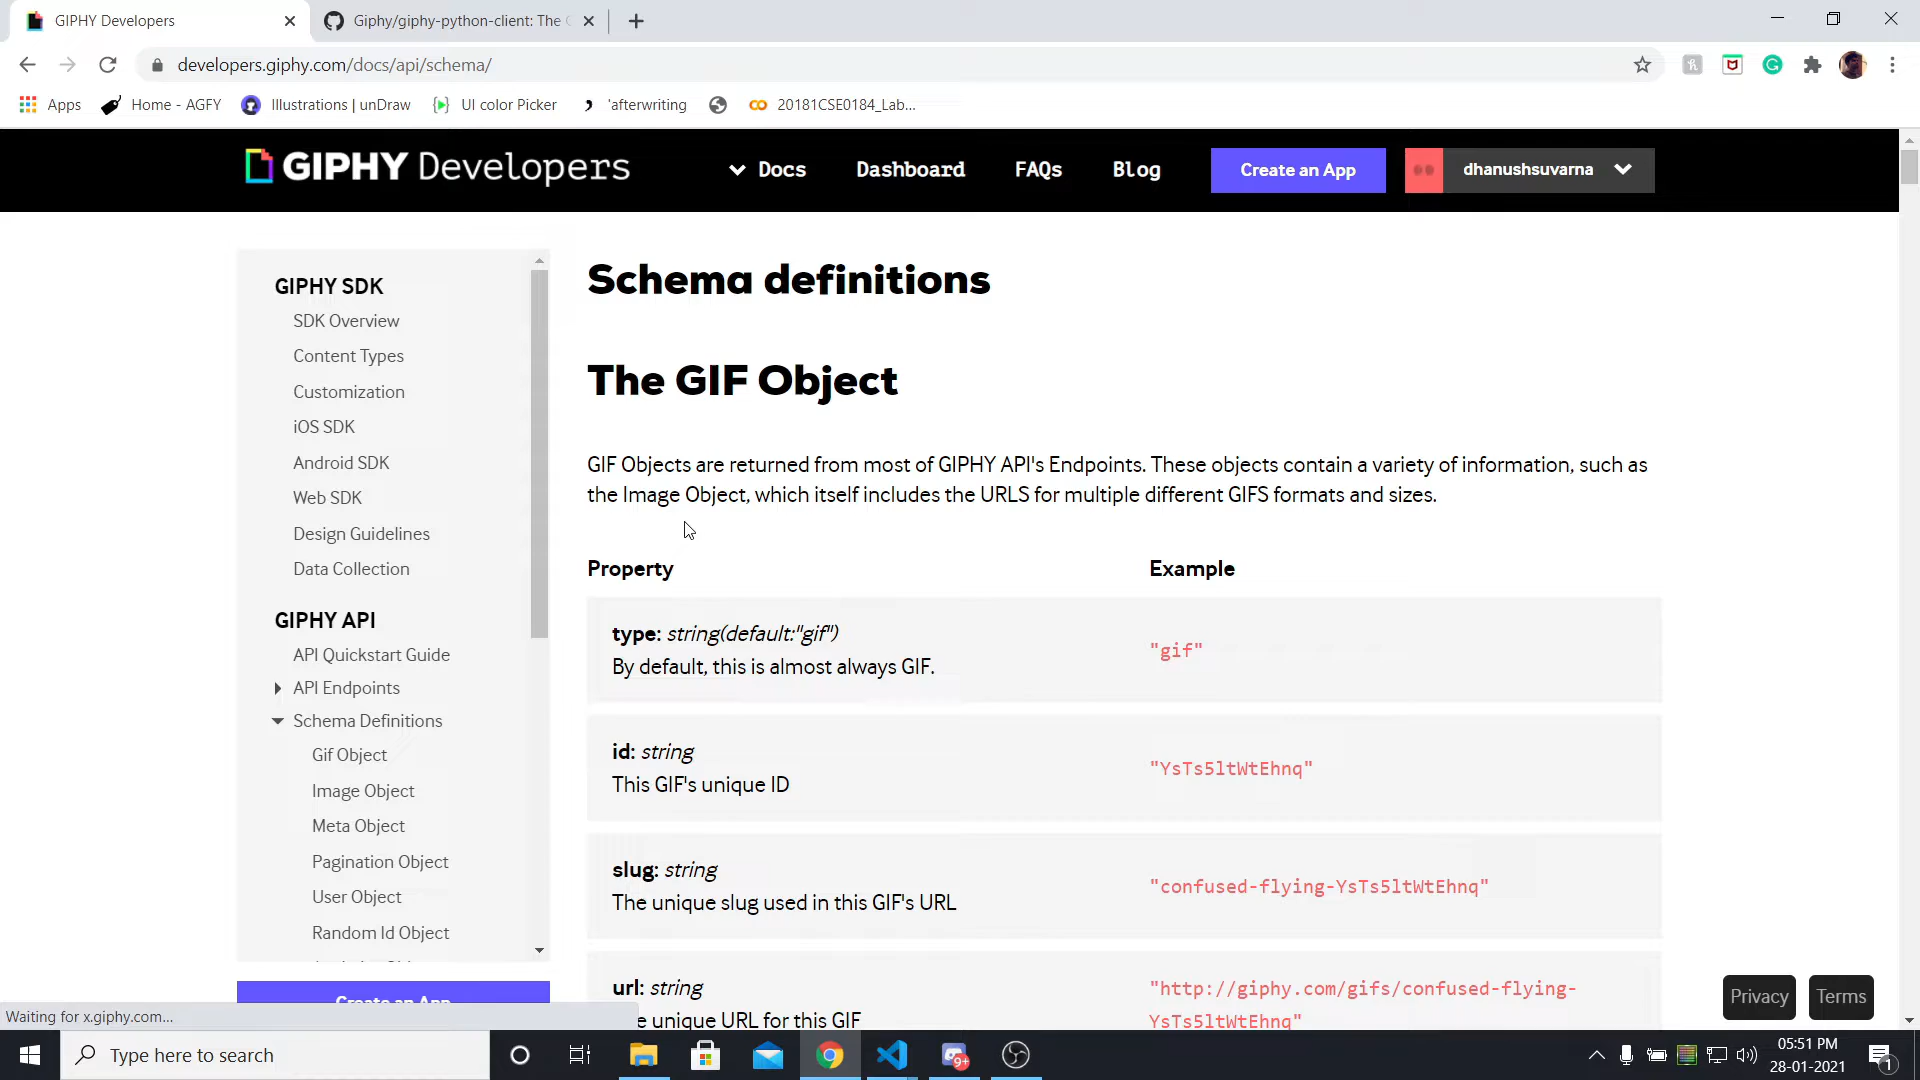 GIPHY Developers
Giphy/giphy-python-client: The
developers.giphy.com/docs/api/schema/
Apps
Home - AGFY
Illustrations | unDraw
UI color Picker
'afterwriting
20181CSE0184_Lab...
GIPHY Developers
Docs
Dashboard
FAQs
Blog
Create an App
dhanushsuvarna
GIPHY SDK
SDK Overview
Content Types
Customization
iOS SDK
Android SDK
Web SDK
Design Guidelines
Data Collection
GIPHY API
API Quickstart Guide
API Endpoints
Schema Definitions
Gif Object
Image Object
Meta Object
Pagination Object
User Object
Random Id Object
Create an App
Schema definitions
The GIF Object
GIF Objects are returned from most of GIPHY API's Endpoints. These objects contain a variety of information, such as
the Image Object, which itself includes the URLS for multiple different GIFS formats and sizes.
Property
Example
type: string(default:"gif")
By default, this is almost always GIF.
"gif"
id: string
This GIF's unique ID
"YsTs5ltWtEhnq"
slug: string
The unique slug used in this GIF's URL
"confused-flying-YsTs5ltWtEhnq"
url: string
unique URL for this GIF
"http://giphy.com/gifs/confused-flying-
YsTs5ltWtEhnq"
Privacy
Terms
Waiting for x.giphy.com...
Type here to search
9+
05:51 PM
28-01-2021
1